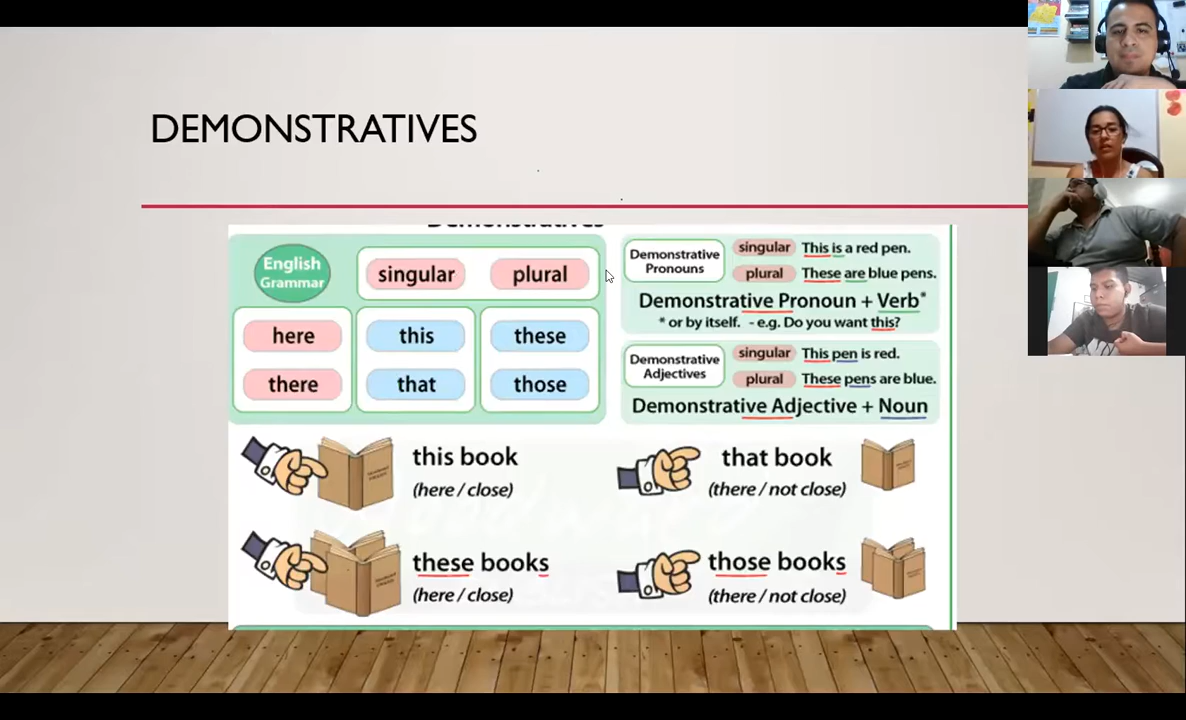 DEMONSTRATIVES
Demonstratives
English
Grammar
singular plural
here this these
there that those
Demonstrative
Pronouns
singular This is a red pen.
plural These are blue pens.
Demonstrative Pronoun + Verb*
* or by itself. - e.g. Do you want this?
Demonstrative
Adjectives
singular This pen is red.
plural These pens are blue.
Demonstrative Adjective + Noun
this book
(here / close)
that book
(there / not close)
these books
(here / close)
those books
(there / not close)